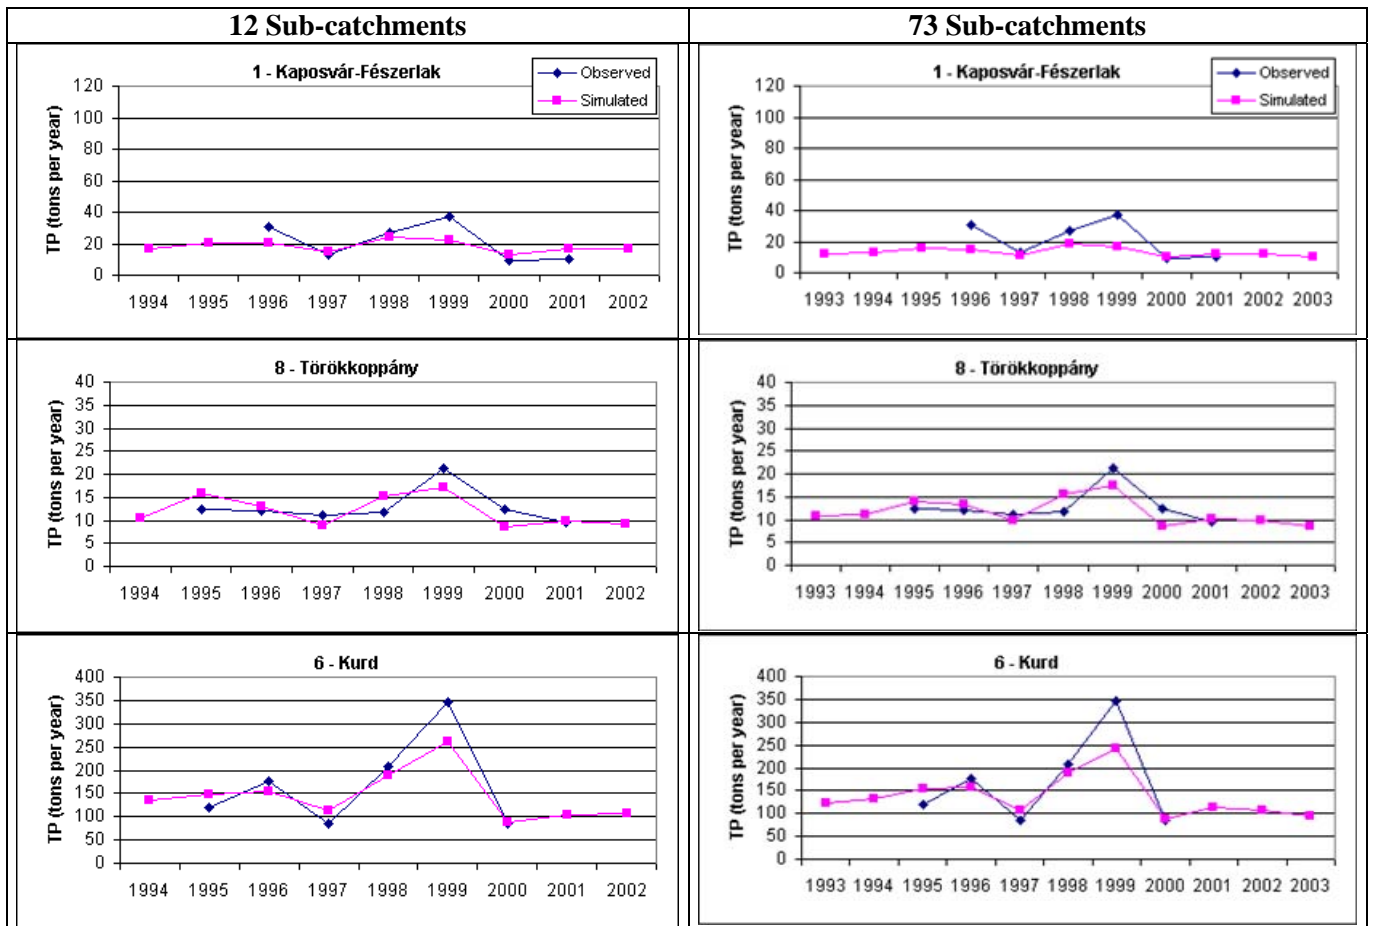 12 Sub-catchments
73 Sub-catchments
1 - Kaposvár-Fészerlak
Observed
Simulated
TP (tons per year)
120
100
80
60
40
20
0
1994 1995 1996 1997 1998 1999 2000 2001 2002
1 - Kaposvár-Fészerlak
Observed
Simulated
TP (tons per year)
120
100
80
60
40
20
0
1993 1994 1995 1996 1997 1998 1999 2000 2001 2002 2003
8 - Törökkoppány
TP (tons per year)
40
35
30
25
20
15
10
5
0
1994 1995 1996 1997 1998 1999 2000 2001 2002
8 - Törökkoppány
TP (tons per year)
40
35
30
25
20
15
10
5
0
1993 1994 1995 1996 1997 1998 1999 2000 2001 2002 2003
6 - Kurd
TP (tons per year)
400
350
300
250
200
150
100
50
0
1994 1995 1996 1997 1998 1999 2000 2001 2002
6 - Kurd
TP (tons per year)
400
350
300
250
200
150
100
50
0
1993 1994 1995 1996 1997 1998 1999 2000 2001 2002 2003